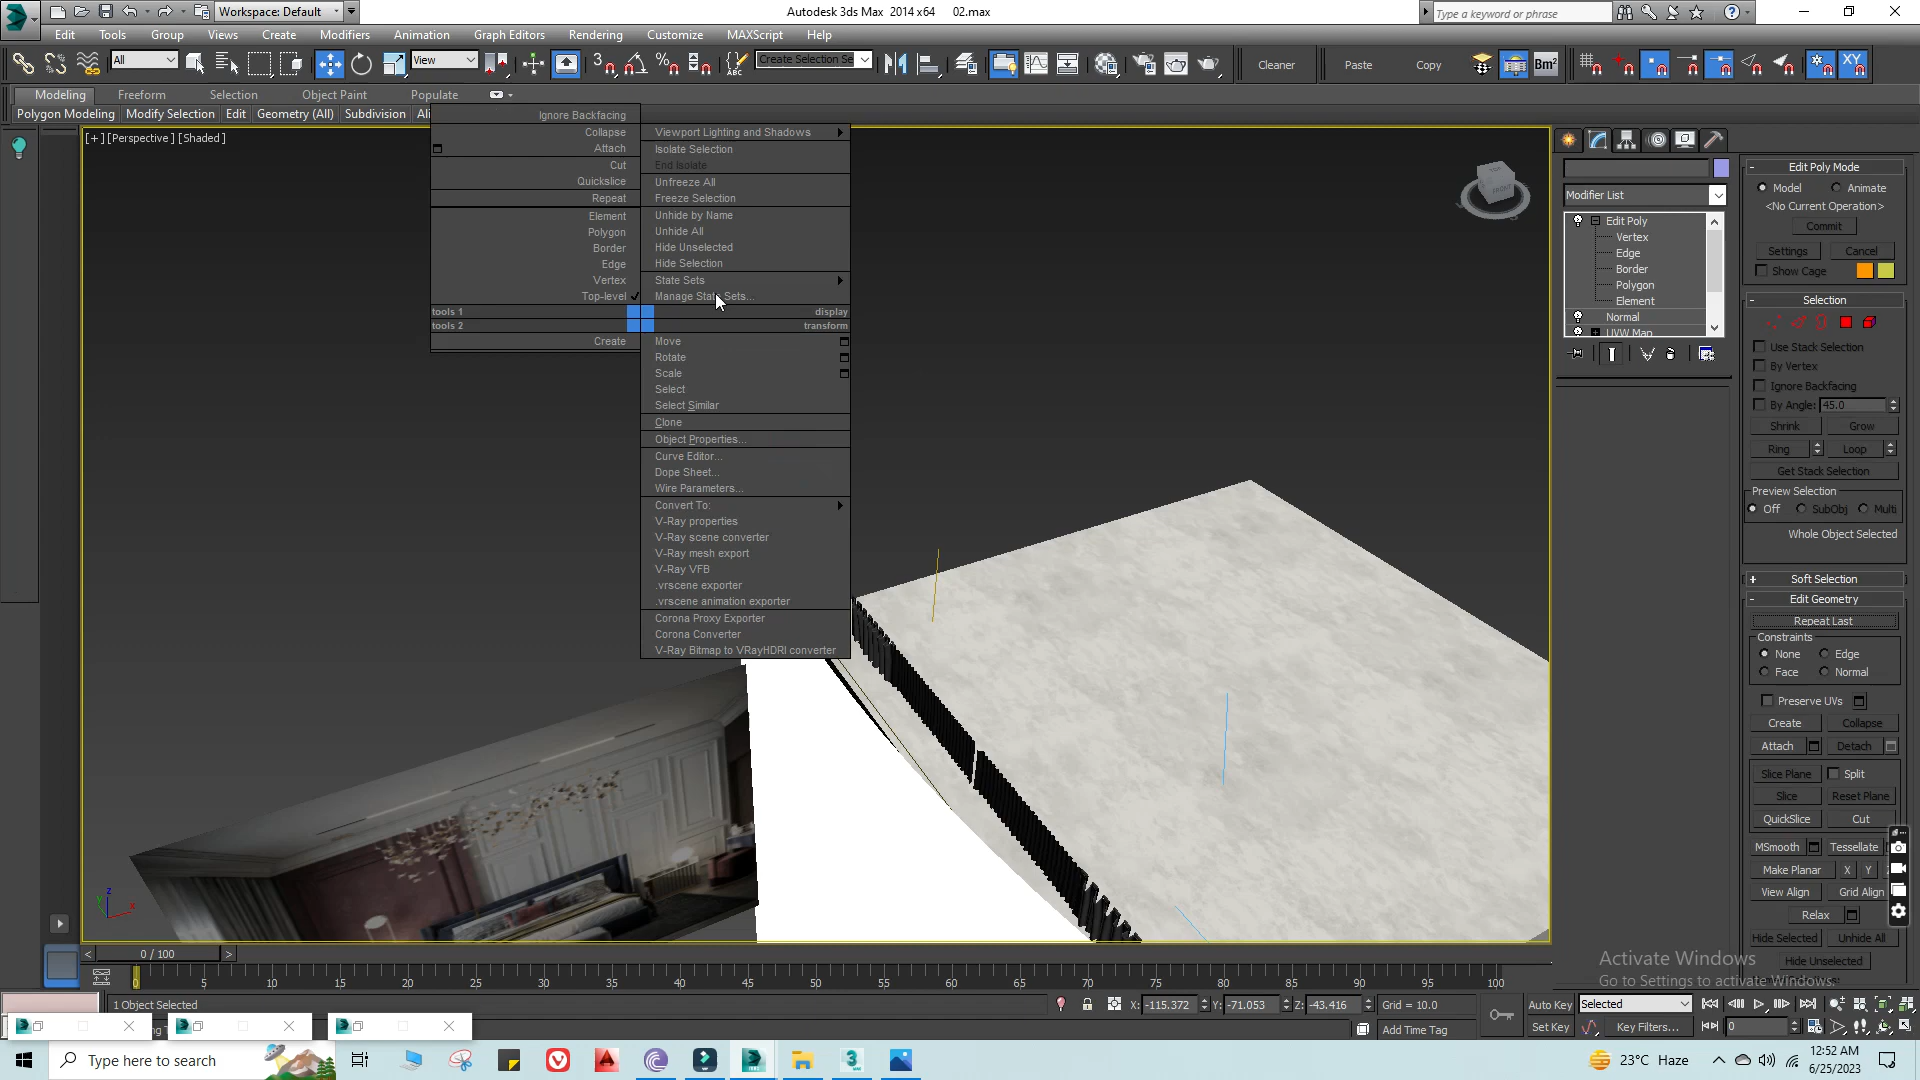 Workspace: Default
Autodesk 3ds Max 2014 x64 02.max
Type a keyword or phrase
Edit Tools Group Views Create Modifiers Animation Graph Editors Rendering Customize MAXScript Help
All View Create Selection Se Cleaner Paste Copy Bm² XY
Modeling Freeform Selection Object Paint Populate
Polygon Modeling Modify Selection Edit Geometry (All) Subdivision
[+] [Perspective] [Shaded]
Ignore Backfacing
Collapse
Attach
Cut
Quickslice
Repeat
Element
Polygon
Border
Edge
Vertex
Top-level
tools 1
tools 2
Create
Viewport Lighting and Shadows
Isolate Selection
End Isolate
Unfreeze All
Freeze Selection
Unhide by Name
Unhide All
Hide Unselected
Hide Selection
State Sets
Manage State Sets...
display
transform
Move
Rotate
Scale
Select
Select Similar
Clone
Object Properties...
Curve Editor...
Dope Sheet...
Wire Parameters...
Convert To:
V-Ray properties
V-Ray scene converter
V-Ray mesh export
V-Ray VFB
.vrscene exporter
.vrscene animation exporter
Corona Proxy Exporter
Corona Converter
V-Ray Bitmap to VRayHDRI converter
TOP
FRONT
Modifier List
Edit Poly
Vertex
Edge
Border
Polygon
Element
Normal
UVW Map
Edit Poly Mode
Model Animate
<No Current Operation>
Commit
Settings Cancel
Show Cage
Selection
Use Stack Selection
By Vertex
Ignore Backfacing
By Angle: 45.0
Shrink Grow
Ring Loop
Get Stack Selection
Preview Selection
Off SubObj Multi
Whole Object Selected
Soft Selection
Edit Geometry
Repeat Last
Constraints
None Edge
Face Normal
Preserve UVs
Create Collapse
Attach Detach
Slice Plane Split
Slice Reset Plane
QuickSlice Cut
MSmooth Tessellate
Make Planar X Y
View Align Grid Align
Relax
Hide Selected Unhide All
Hide Unselected
Activate Windows
Go to Settings to activate Windows.
0 / 100
0 5 10 15 20 25 30 35 40 45 50 55 60 65 70 75 80 85 90 95 100
1 Object Selected X: -115.372 Y: -71.053 Z: -43.416 Grid = 10.0 Auto Key Selected
Add Time Tag Set Key Key Filters... 0
Type here to search
23°C Haze
12:52 AM
6/25/2023